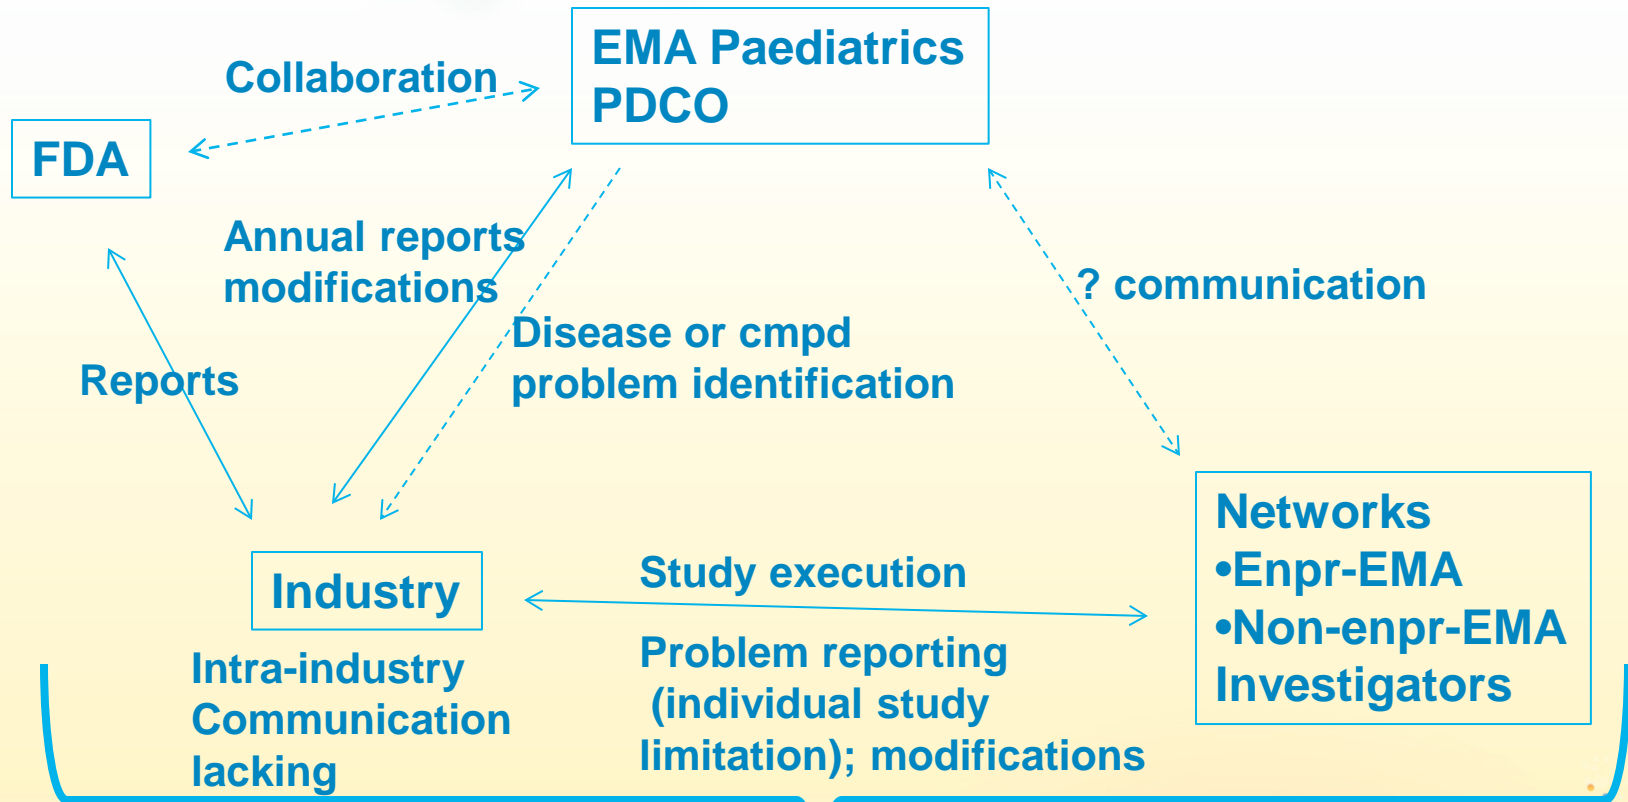 EMA Paediatrics
PDCO
Collaboration
FDA
Annual reports
modifications
? communication
Disease or cmpd
problem identification
Reports
Networks
•Enpr-EMA
•Non-enpr-EMA
Investigators
Study execution
Industry
Problem reporting
(individual study
limitation); modifications
Intra-industry
Communication
lacking